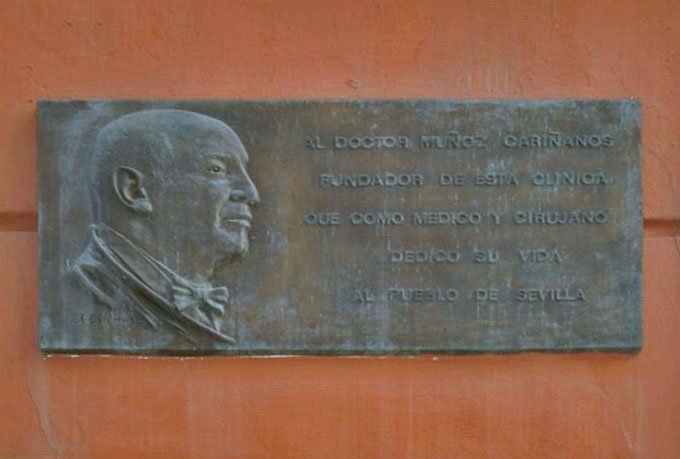 AL DOCTOR MUÑOZ CARIÑANOS
FUNDADOR DE ESTA CLINICA
QUE COMO MEDICO Y CIRUJANO
DEDICO SU VIDA
AL PUEBLO DE SEVILLA